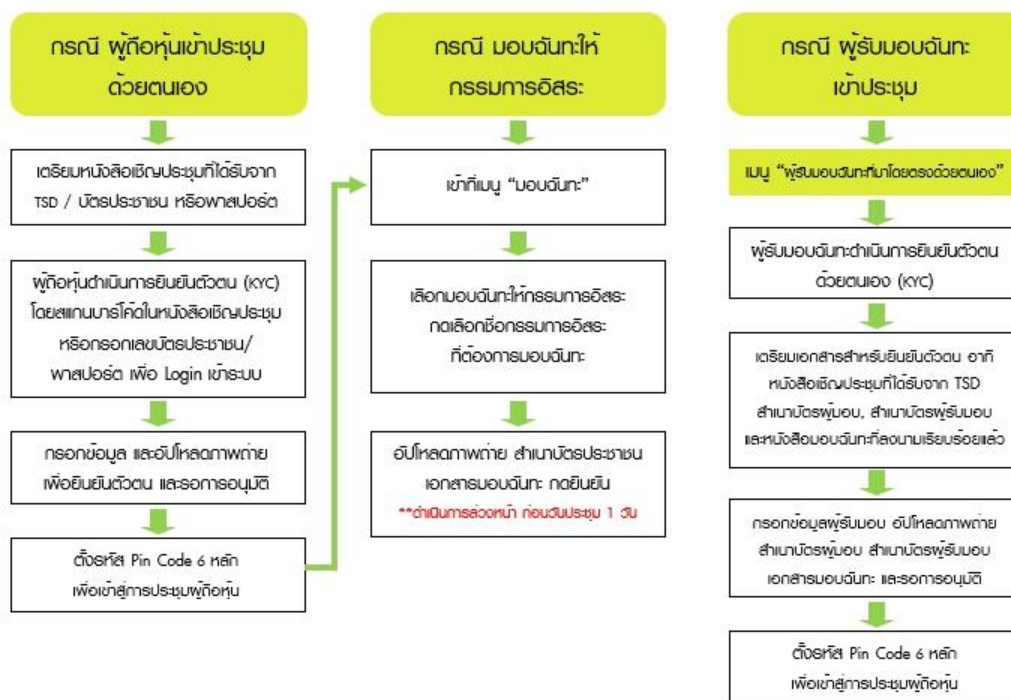 กรณี ผู้ถือหุ้นเข้าประชุม
ด้วยตนเอง
เตรียมหนังสือเชิญประชุมที่ได้รับจาก
TSD / บัตรประชาชน หรือพาสปอร์ต
ผู้ถือหุ้นดำเนินการยืนยันตัวตน (KYC)
โดยสแกนบาร์โค้ดในหนังสือเชิญประชุม
หรือกรอกเลขบัตรประชาชน/
พาสปอร์ต เพื่อ Login เข้าระบบ
กรอกข้อมูล และอัปโหลดภาพถ่าย
เพื่อยืนยันตัวตน และรอการอนุมัติ
ตั้งรหัส Pin Code 6 หลัก
เพื่อเข้าสู่การประชุมผู้ถือหุ้น
กรณี มอบฉันทะให้
กรรมการอิสระ
เข้าที่เมนู “มอบฉันทะ”
เลือกมอบฉันทะให้กรรมการอิสระ
กดเลือกชื่อกรรมการอิสระ
ที่ต้องการมอบฉันทะ
อัปโหลดภาพถ่าย สำเนาบัตรประชาชน
เอกสารมอบฉันทะ กดยืนยัน
**ดำเนินการล่วงหน้า ก่อนวันประชุม 1 วัน
กรณี ผู้รับมอบฉันทะ
เข้าประชุม
เมนู “ผู้รับมอบฉันทะที่มาโดยตรงด้วยตนเอง”
ผู้รับมอบฉันทะดำเนินการยืนยันตัวตน
ด้วยตนเอง (KYC)
เตรียมเอกสารสำหรับยืนยันตัวตน อาทิ
หนังสือเชิญประชุมที่ได้รับจาก TSD
สำเนาบัตรผู้มอบ, สำเนาบัตรผู้รับมอบ
และหนังสือมอบฉันทะที่ลงนามเรียบร้อยแล้ว
กรอกข้อมูลผู้รับมอบ อัปโหลดภาพถ่าย
สำเนาบัตรผู้มอบ สำเนาบัตรผู้รับมอบ
เอกสารมอบฉันทะ และรอการอนุมัติ
ตั้งรหัส Pin Code 6 หลัก
เพื่อเข้าสู่การประชุมผู้ถือหุ้น